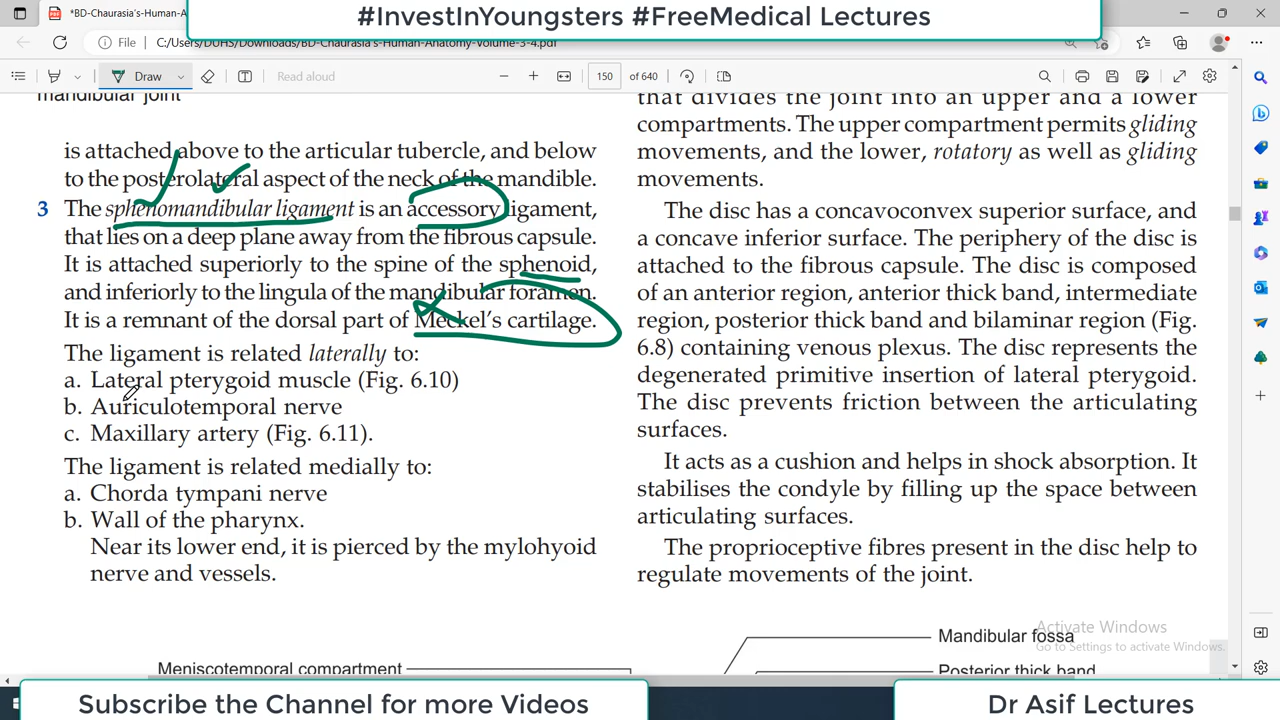 #InvestInYoungsters #FreeMedical Lectures
*BD-Chaurasia's-Human-A
File
C:/Users/DUHS/Downloads/BD-Chaurasia's-Human-Anatomy-Volume-3-4.pdf
Draw
Read aloud
150 of 640
mandibular joint
is attached above to the articular tubercle, and below
to the posterolateral aspect of the neck of the mandible.
3 The sphenomandibular ligament is an accessory ligament,
that lies on a deep plane away from the fibrous capsule.
It is attached superiorly to the spine of the sphenoid,
and inferiorly to the lingula of the mandibular foramen.
It is a remnant of the dorsal part of Meckel's cartilage.
The ligament is related laterally to:
a. Lateral pterygoid muscle (Fig. 6.10)
b. Auriculotemporal nerve
c. Maxillary artery (Fig. 6.11).
The ligament is related medially to:
a. Chorda tympani nerve
b. Wall of the pharynx.
Near its lower end, it is pierced by the mylohyoid
nerve and vessels.
Meniscotemporal compartment
that divides the joint into an upper and a lower
compartments. The upper compartment permits gliding
movements, and the lower, rotatory as well as gliding
movements.
The disc has a concavoconvex superior surface, and
a concave inferior surface. The periphery of the disc is
attached to the fibrous capsule. The disc is composed
of an anterior region, anterior thick band, intermediate
region, posterior thick band and bilaminar region (Fig.
6.8) containing venous plexus. The disc represents the
degenerated primitive insertion of lateral pterygoid.
The disc prevents friction between the articulating
surfaces.
It acts as a cushion and helps in shock absorption. It
stabilises the condyle by filling up the space between
articulating surfaces.
The proprioceptive fibres present in the disc help to
regulate movements of the joint.
Mandibular fossa
Posterior thick band
Activate Windows
Go to Settings to activate Windows.
Subscribe the Channel for more Videos
Dr Asif Lectures